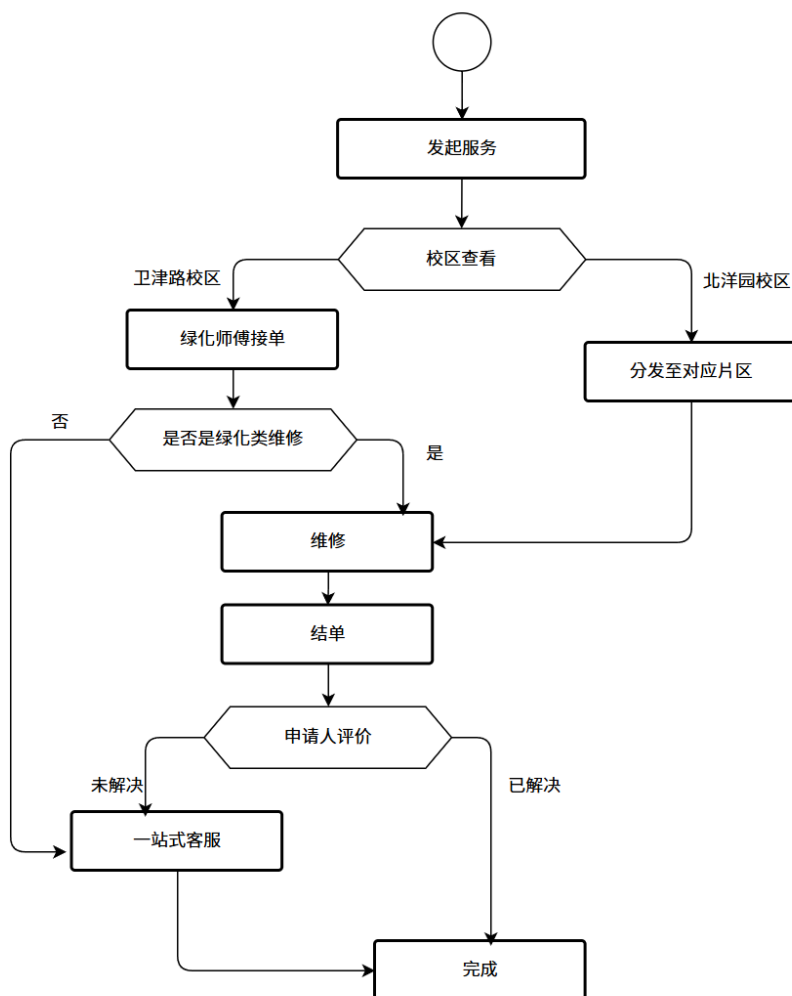 发起服务
校区查看
卫津路校区
北洋园校区
绿化师傅接单
分发至对应片区
否
是否是绿化类维修
是
维修
结单
申请人评价
未解决
已解决
一站式客服
完成